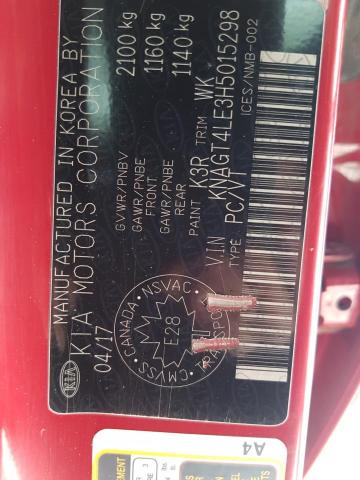 MANUFACTURED IN KOREA BY
KIA MOTORS CORPORATION
04/17
GVWR/PNBV 2100 kg
GAWR/PNBE FRONT 1160 kg
GAWR/PNBE REAR 1140 kg
PAINT K3R TRIM WK
V.I.N KNAGT4LE3H5015298
TYPE PC/VT
ICES/NMB-002
CANADA NSVAC CMVSS
E28
KIA
A4